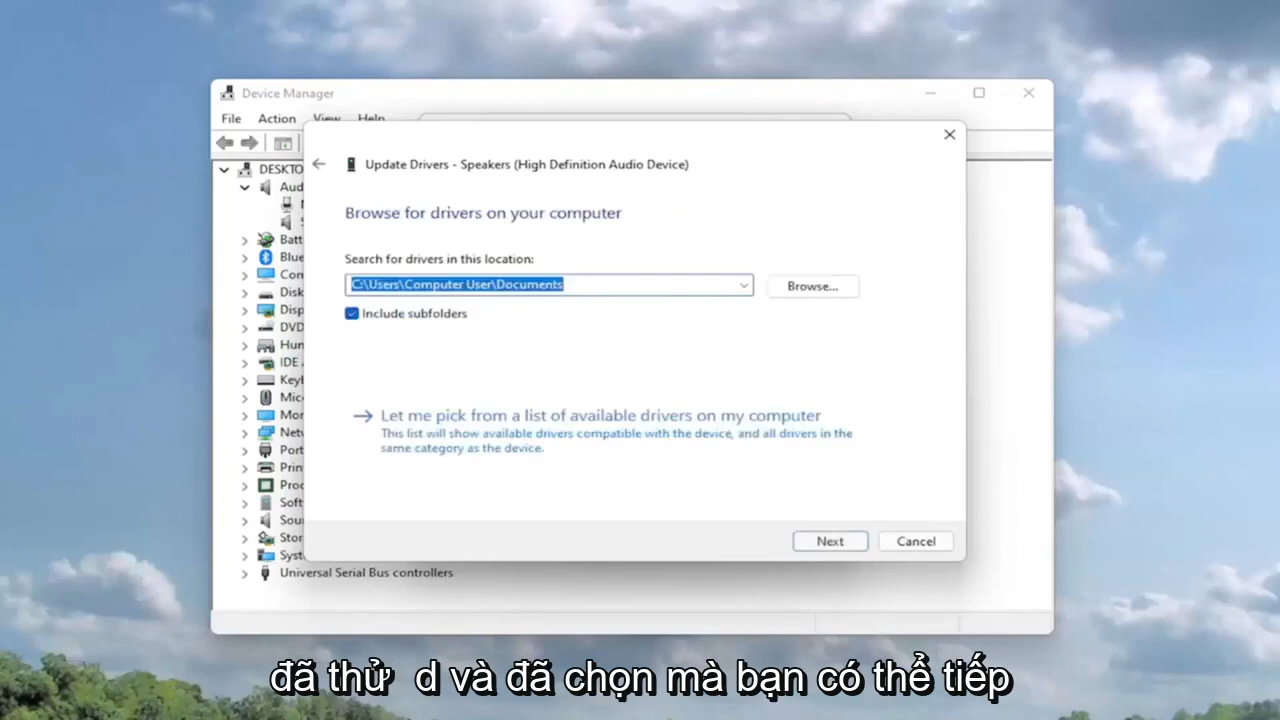 Device Manager
File Action View Help
Update Drivers - Speakers (High Definition Audio Device)
Browse for drivers on your computer
Search for drivers in this location:
C:\Users\Computer User\Documents
Browse...
Include subfolders
Let me pick from a list of available drivers on my computer
This list will show available drivers compatible with the device, and all drivers in the
same category as the device.
Next Cancel
DESKTO
Aud
Batt
Blue
Con
Disk
Disp
DVD
Hun
IDE
Keyb
Mice
Mor
Netw
Port
Prin
Proc
Soft
Sou
Stor
Syst
Universal Serial Bus controllers
đã thử d và đã chọn mà bạn có thể tiếp